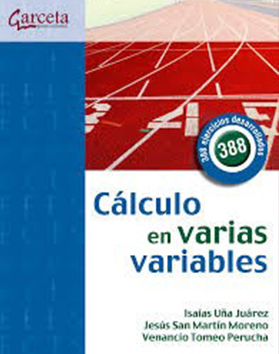 Garceta
388 ejercicios desarrollados
388
Cálculo
en varias
variables
Isaías Uña Juárez
Jesús San Martín Moreno
Venancio Tomeo Perucha